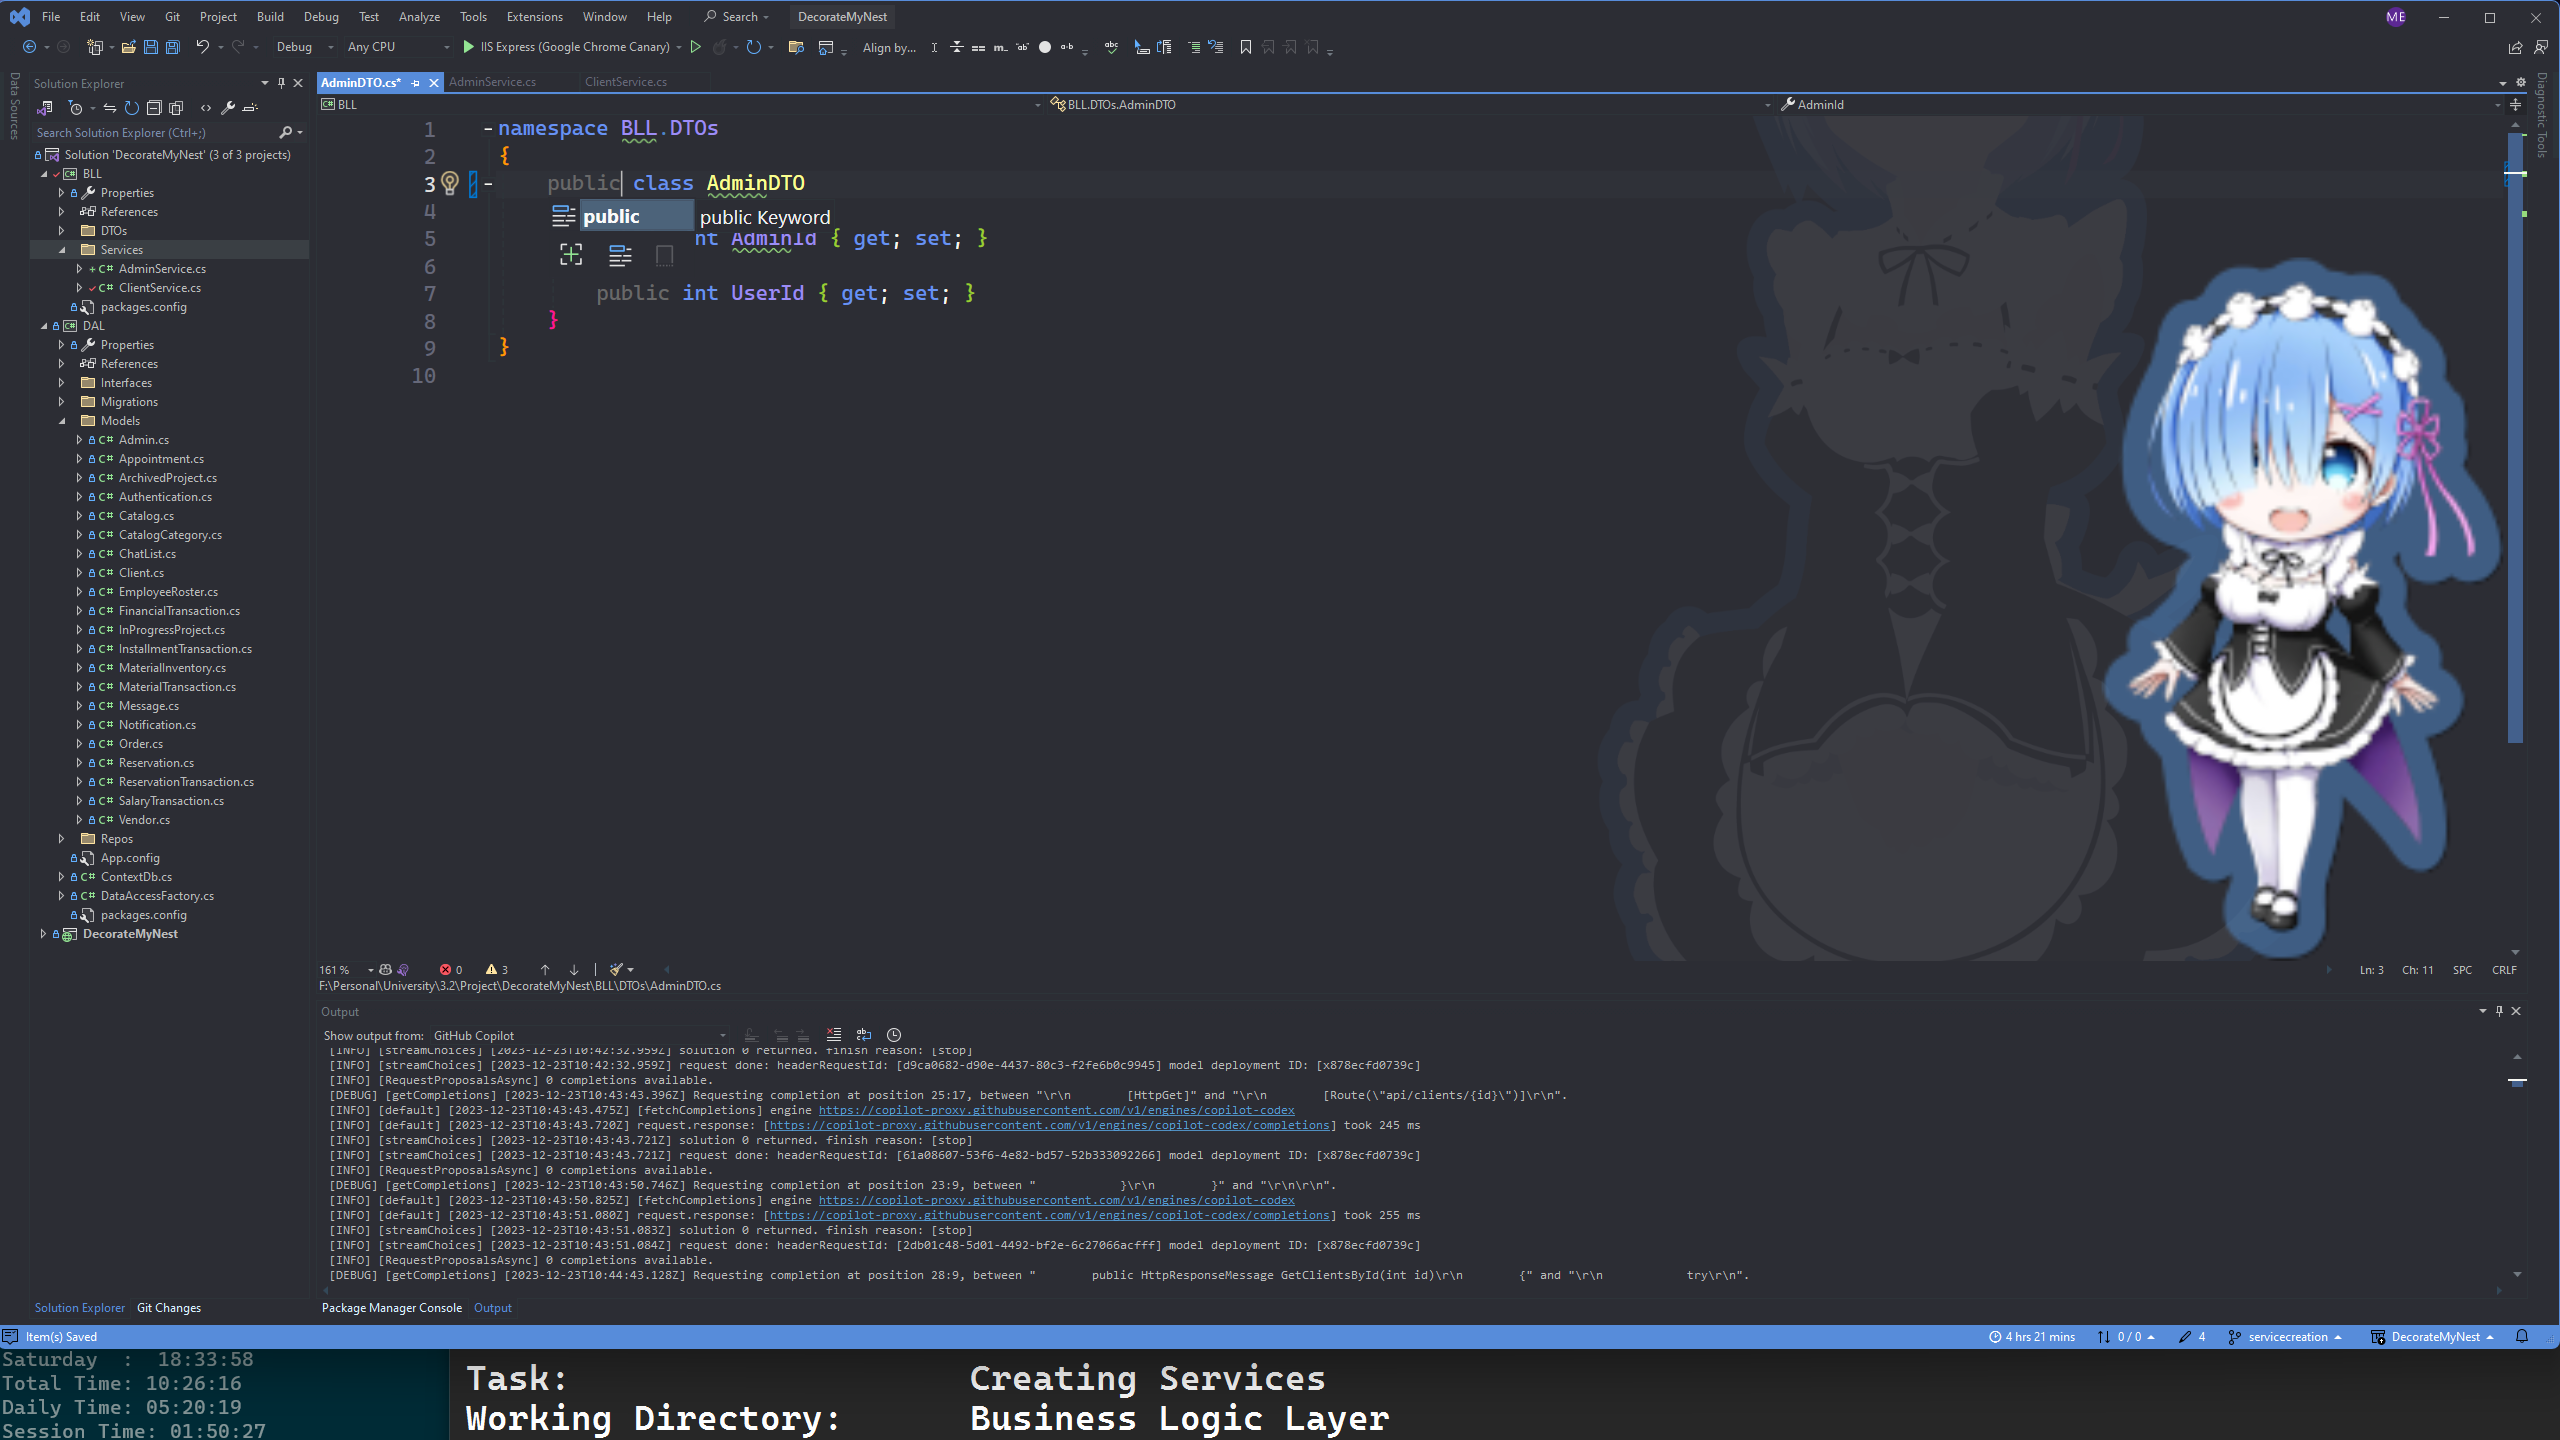 File Edit View Git Project Build Debug Test Analyze Tools Extensions Window Help Search DecorateMyNest ME
Debug Any CPU IIS Express (Google Chrome Canary) Align by...
Data Sources
Solution Explorer
Search Solution Explorer (Ctrl+;)
Solution 'DecorateMyNest' (3 of 3 projects)
BLL
Properties
References
DTOs
Services
C# AdminService.cs
C# ClientService.cs
packages.config
DAL
Properties
References
Interfaces
Migrations
Models
C# Admin.cs
C# Appointment.cs
C# ArchivedProject.cs
C# Authentication.cs
C# Catalog.cs
C# CatalogCategory.cs
C# ChatList.cs
C# Client.cs
C# EmployeeRoster.cs
C# FinancialTransaction.cs
C# InProgressProject.cs
C# InstallmentTransaction.cs
C# MaterialInventory.cs
C# MaterialTransaction.cs
C# Message.cs
C# Notification.cs
C# Order.cs
C# Reservation.cs
C# ReservationTransaction.cs
C# SalaryTransaction.cs
C# Vendor.cs
Repos
App.config
C# ContextDb.cs
C# DataAccessFactory.cs
packages.config
DecorateMyNest
Solution Explorer Git Changes
AdminDTO.cs* AdminService.cs ClientService.cs
BLL BLL.DTOs.AdminDTO AdminId
Diagnostic Tools
1 namespace BLL.DTOs
2 {
3 public class AdminDTO
4 public public Keyword
5 nt AdminId { get; set; }
6
7 public int UserId { get; set; }
8 }
9 }
10
161 % 0 3 Ln: 3 Ch: 11 SPC CRLF
F:\Personal\University\3.2\Project\DecorateMyNest\BLL\DTOs\AdminDTO.cs
Output
Show output from: GitHub Copilot
[INFO] [streamChoices] [2023-12-23T10:42:32.959Z] solution 0 returned. finish reason: [stop]
[INFO] [streamChoices] [2023-12-23T10:42:32.959Z] request done: headerRequestId: [d9ca0682-d90e-4437-80c3-f2fe6b0c9945] model deployment ID: [x878ecfd0739c]
[INFO] [RequestProposalsAsync] 0 completions available.
[DEBUG] [getCompletions] [2023-12-23T10:43:43.396Z] Requesting completion at position 25:17, between "\r\n [HttpGet]" and "\r\n [Route(\"api/clients/{id}\")]\r\n".
[INFO] [default] [2023-12-23T10:43:43.475Z] [fetchCompletions] engine https://copilot-proxy.githubusercontent.com/v1/engines/copilot-codex
[INFO] [default] [2023-12-23T10:43:43.720Z] request.response: [https://copilot-proxy.githubusercontent.com/v1/engines/copilot-codex/completions] took 245 ms
[INFO] [streamChoices] [2023-12-23T10:43:43.721Z] solution 0 returned. finish reason: [stop]
[INFO] [streamChoices] [2023-12-23T10:43:43.721Z] request done: headerRequestId: [61a08607-53f6-4e82-bd57-52b333092266] model deployment ID: [x878ecfd0739c]
[INFO] [RequestProposalsAsync] 0 completions available.
[DEBUG] [getCompletions] [2023-12-23T10:43:50.746Z] Requesting completion at position 23:9, between " }\r\n }" and "\r\n\r\n".
[INFO] [default] [2023-12-23T10:43:50.825Z] [fetchCompletions] engine https://copilot-proxy.githubusercontent.com/v1/engines/copilot-codex
[INFO] [default] [2023-12-23T10:43:51.080Z] request.response: [https://copilot-proxy.githubusercontent.com/v1/engines/copilot-codex/completions] took 255 ms
[INFO] [streamChoices] [2023-12-23T10:43:51.083Z] solution 0 returned. finish reason: [stop]
[INFO] [streamChoices] [2023-12-23T10:43:51.084Z] request done: headerRequestId: [2db01c48-5d01-4492-bf2e-6c27066acfff] model deployment ID: [x878ecfd0739c]
[INFO] [RequestProposalsAsync] 0 completions available.
[DEBUG] [getCompletions] [2023-12-23T10:44:43.128Z] Requesting completion at position 28:9, between " public HttpResponseMessage GetClientsById(int id)\r\n {" and "\r\n try\r\n".
Package Manager Console Output
Item(s) Saved 4 hrs 21 mins 0 / 0 4 servicecreation DecorateMyNest
Saturday : 18:33:58
Total Time: 10:26:16
Daily Time: 05:20:19
Session Time: 01:50:27
Task: Creating Services
Working Directory: Business Logic Layer